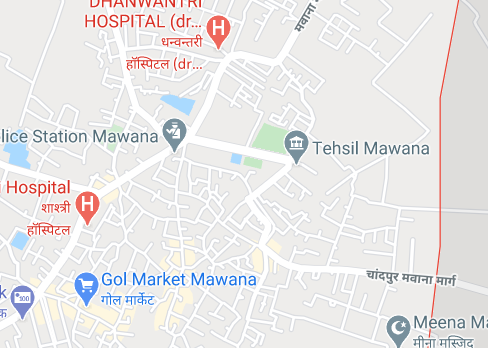 DHANWANTRI
HOSPITAL (dr...
धन्वन्तरी
हॉस्पिटल (dr...
मवाना
lice Station Mawana
Tehsil Mawana
Hospital
शाश्त्री
हॉस्पिटल
Gol Market Mawana
गोल मार्केट
चांदपुर मवाना मार्ग
Meena Ma
मीना मस्जिद